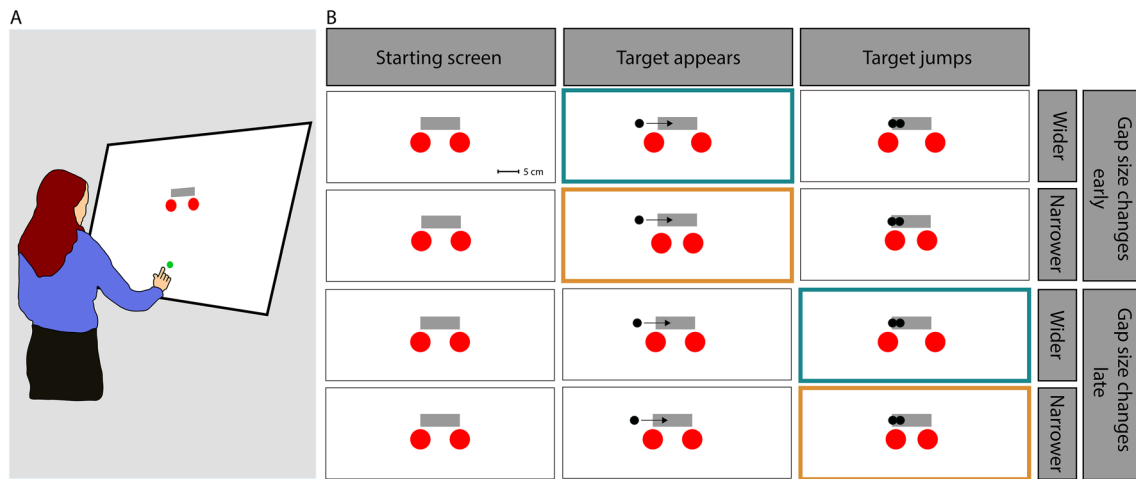 A
B
Starting screen
Target appears
Target jumps
5 cm
Wider
Narrower
Gap size changes
early
Wider
Narrower
Gap size changes
late